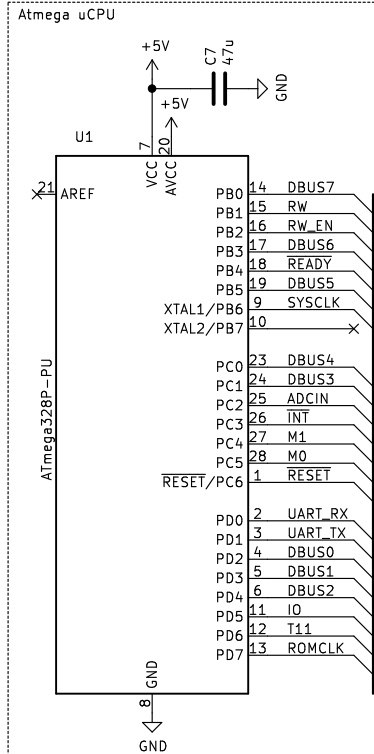 Atmega uCPU
+5V
C7
47u
GND
+5V
U1
7
VCC
20
AVCC
21 AREF
ATmega328P-PU
PB0 14 DBUS7
PB1 15 RW
PB2 16 RW_EN
PB3 17 DBUS6
PB4 18 READY
PB5 19 DBUS5
XTAL1/PB6 9 SYSCLK
XTAL2/PB7 10
PC0 23 DBUS4
PC1 24 DBUS3
PC2 25 ADCIN
PC3 26 INT
PC4 27 M1
PC5 28 M0
RESET/PC6 1 RESET
PD0 2 UART_RX
PD1 3 UART_TX
PD2 4 DBUS0
PD3 5 DBUS1
PD4 6 DBUS2
PD5 11 IO
PD6 12 T11
PD7 13 ROMCLK
GND
8
GND